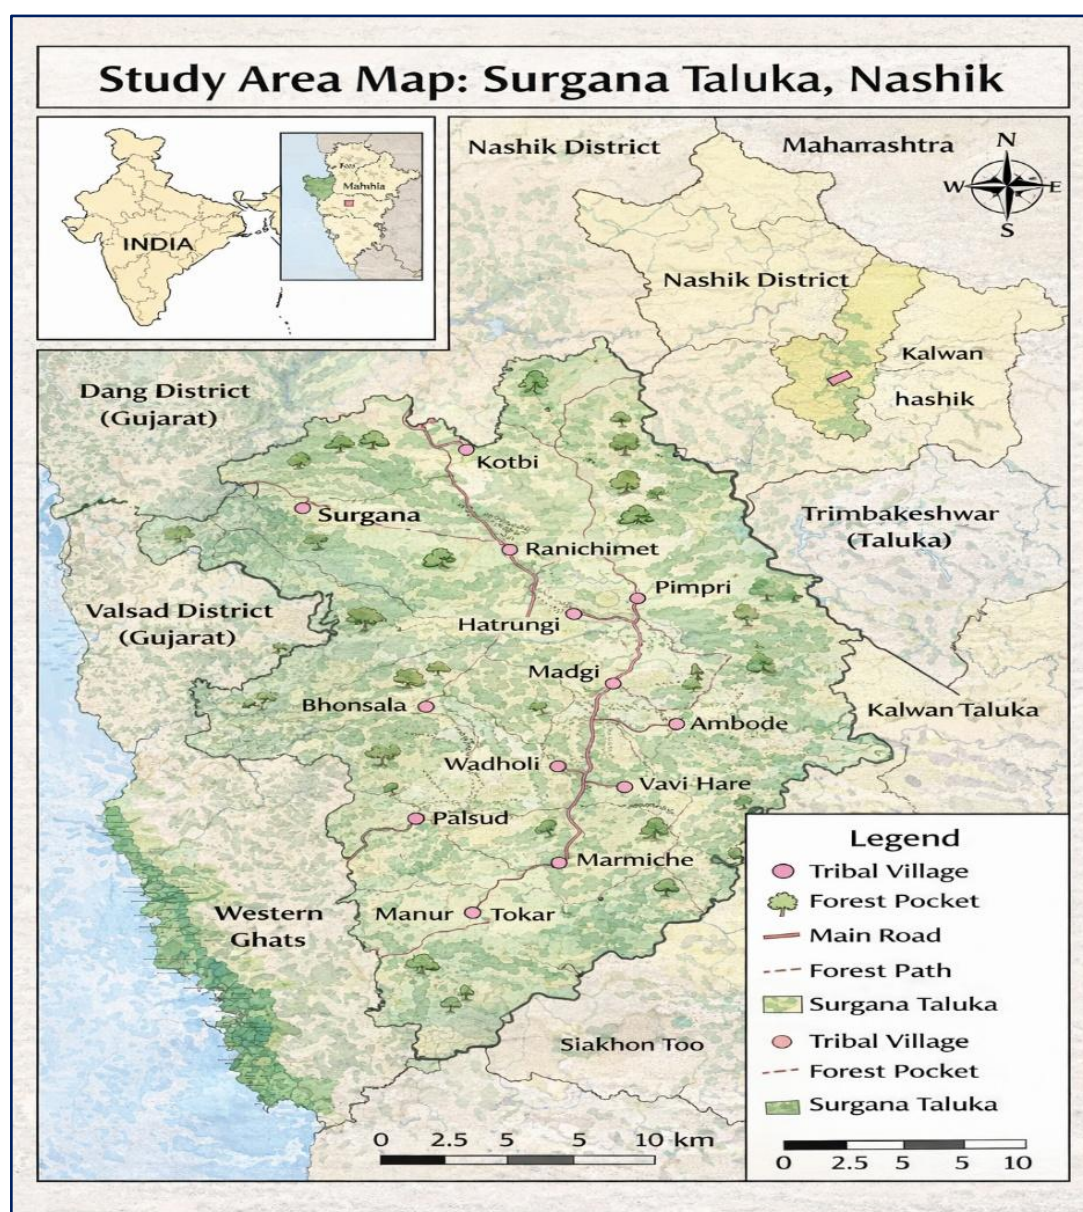 Study Area Map: Surgana Taluka, Nashik
INDIA
Nashik District
Maharrashtra
N
W
E
S
Nashik District
Kalwan
hashik
Dang District
(Gujarat)
Kotbi
Surgana
Trimbakeshwar
(Taluka)
Ranichimet
Pimpri
Valsad District
(Gujarat)
Hatrungi
Madgi
Bhonsala
Ambode
Kalwan Taluka
Wadholi
Vavi Hare
Palsud
Marmiche
Manur
Tokar
Western
Ghats
Siakhon Too
Legend
Tribal Village
Forest Pocket
Main Road
Forest Path
Surgana Taluka
Tribal Village
Forest Pocket
Surgana Taluka
0 2.5 5 5 10 km
0 2.5 5 5 10